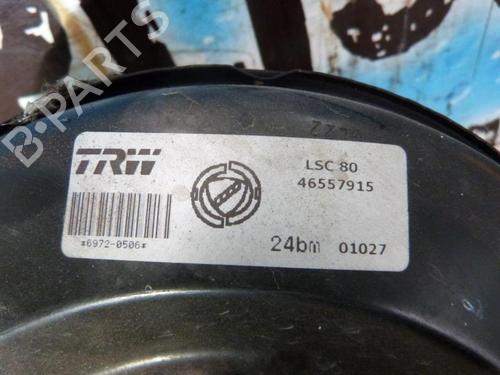 B-PARTS
TRW
LSC 80
46557915
*6972-0506*
24bm 01027